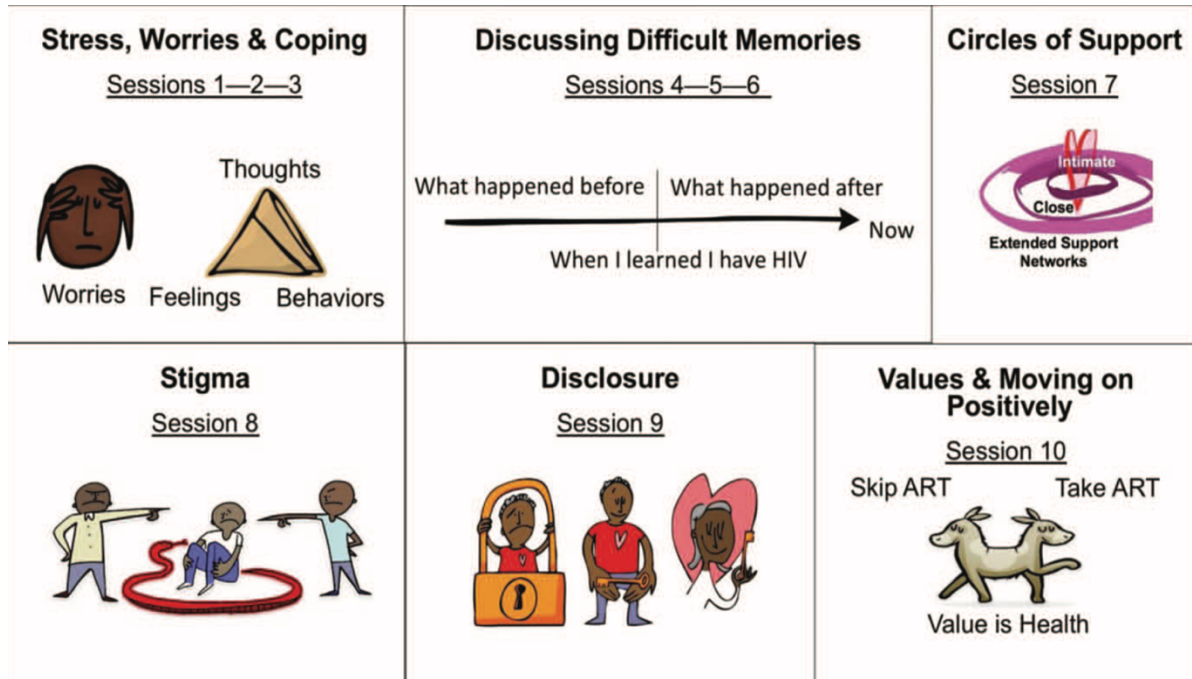 Stress, Worries & Coping
Sessions 1—2—3
Thoughts
Worries
Feelings
Behaviors
Discussing Difficult Memories
Sessions 4—5—6
What happened before
What happened after
Now
When I learned I have HIV
Circles of Support
Session 7
Intimate
Close
Extended Support
Networks
Stigma
Session 8
Disclosure
Session 9
Values & Moving on
Positively
Session 10
Skip ART
Take ART
Value is Health